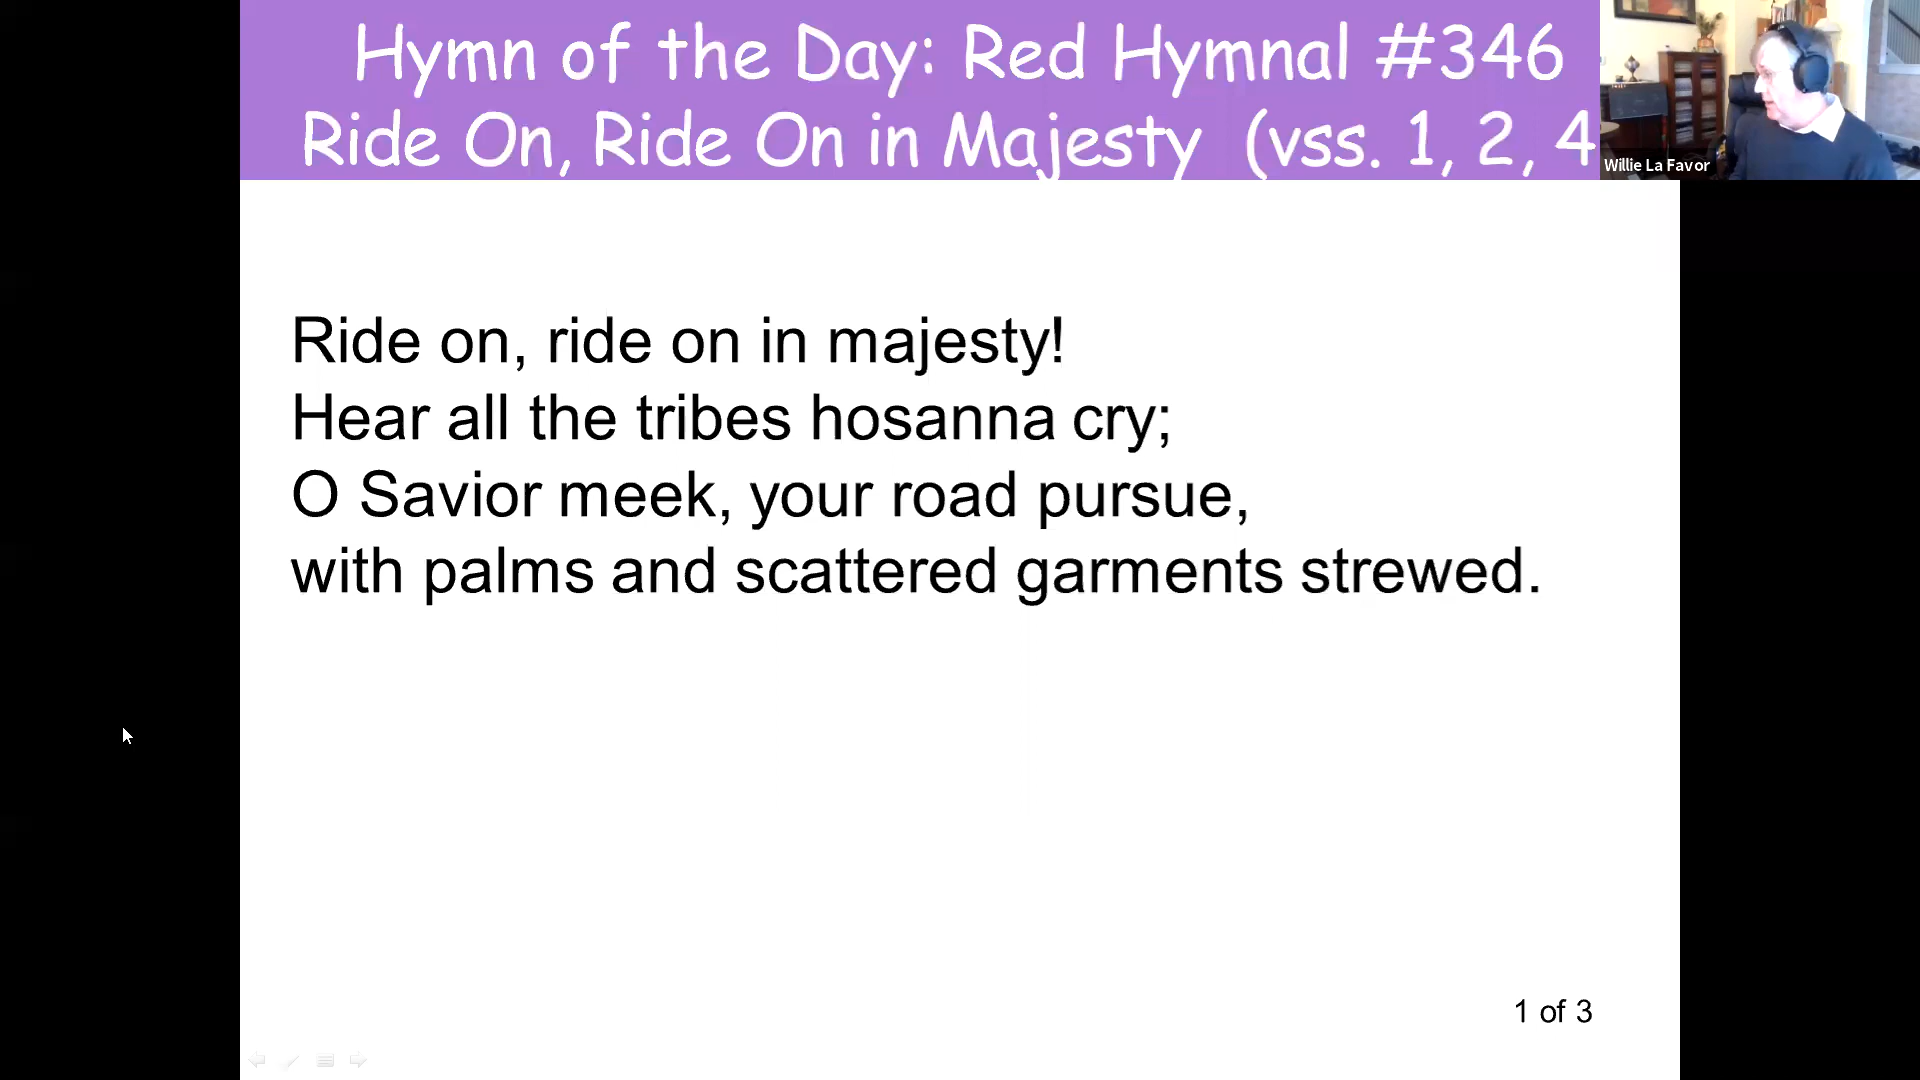 Hymn of the Day: Red Hymnal #346
Ride On, Ride On in Majesty (vss. 1, 2, 4
Willie La Favor
Ride on, ride on in majesty!
Hear all the tribes hosanna cry;
O Savior meek, your road pursue,
with palms and scattered garments strewed.
1 of 3